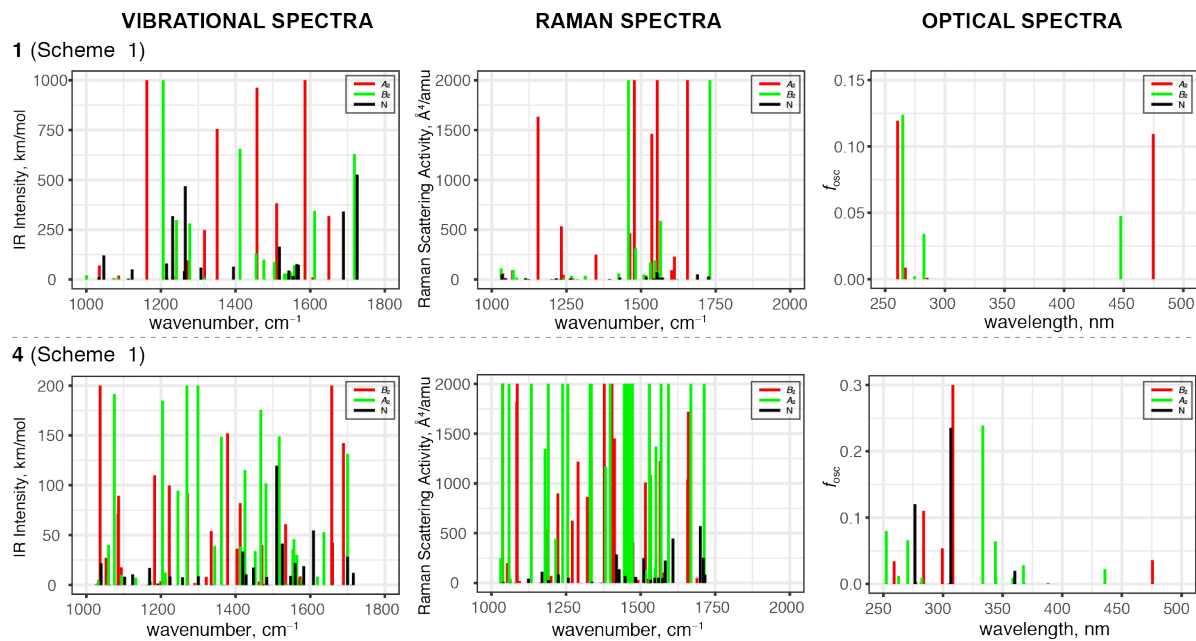 VIBRATIONAL SPECTRA RAMAN SPECTRA OPTICAL SPECTRA
1 (Scheme 1)
IR Intensity, km/mol
1000
750
500
250
0
1000 1200 1400 1600 1800
wavenumber, cm⁻¹
A₂
B₂
N
Raman Scattering Activity, Å⁴/amu
2000
1500
1000
500
0
1000 1250 1500 1750 2000
wavenumber, cm⁻¹
A₂
B₂
N
fosc
0.15
0.10
0.05
0.00
250 300 350 400 450 500
wavelength, nm
A₂
B₂
N
4 (Scheme 1)
IR Intensity, km/mol
200
150
100
50
0
1000 1200 1400 1600 1800
wavenumber, cm⁻¹
B₂
A₂
N
Raman Scattering Activity, Å⁴/amu
2000
1500
1000
500
0
1000 1250 1500 1750 2000
wavenumber, cm⁻¹
B₂
A₂
N
fosc
0.3
0.2
0.1
0.0
250 300 350 400 450 500
wavelength, nm
B₂
A₂
N